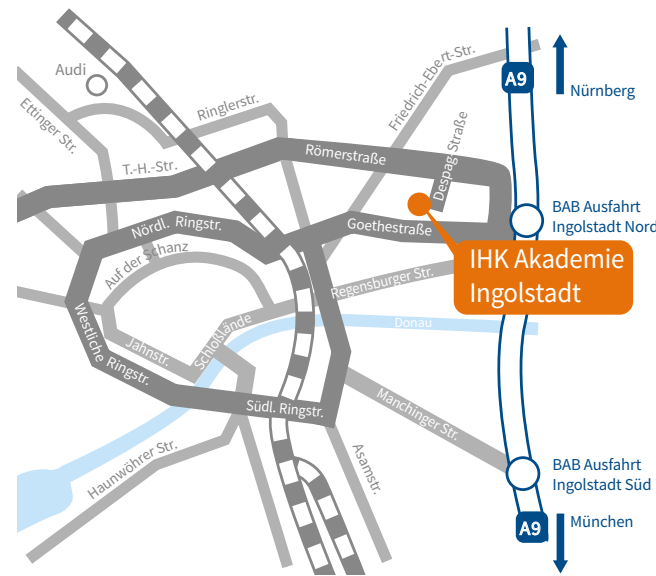 Audi
Ettinger Str.
Ringlerstr.
Friedrich-Ebert-Str.
A9
Nürnberg
T.-H.-Str.
Römerstraße
Despag-Straße
Nördl. Ringstr.
Goethestraße
BAB Ausfahrt
Ingolstadt Nord
Auf der Schanz
IHK Akademie
Ingolstadt
Regensburger Str.
Westliche Ringstr.
Jahnstr.
Schloßlände
Donau
Südl. Ringstr.
Manchinger Str.
Haunwöhrer Str.
Asamstr.
BAB Ausfahrt
Ingolstadt Süd
A9
München